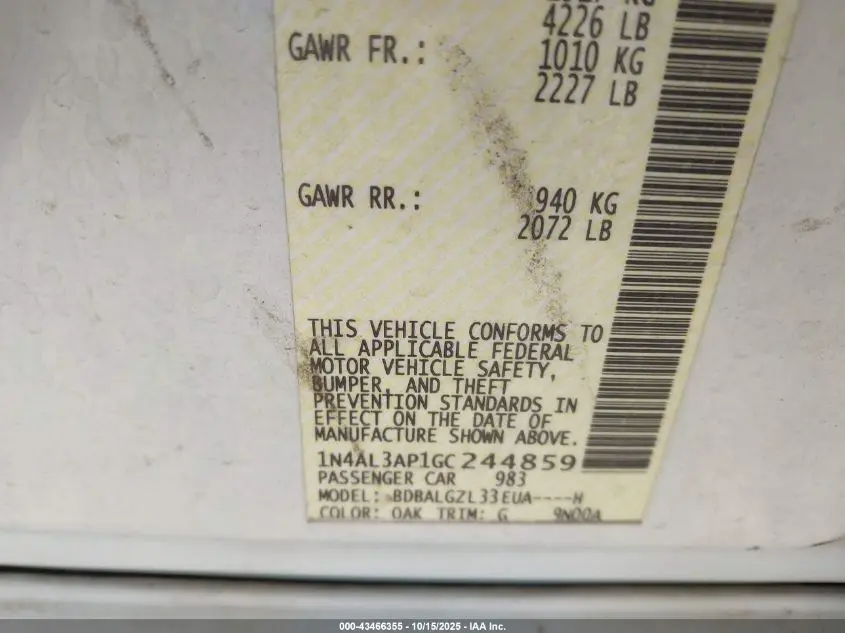 4226 LB
GAWR FR.: 1010 KG
2227 LB
GAWR RR.: 940 KG
2072 LB
THIS VEHICLE CONFORMS TO
ALL APPLICABLE FEDERAL
MOTOR VEHICLE SAFETY,
BUMPER, AND THEFT
PREVENTION STANDARDS IN
EFFECT ON THE DATE OF
MANUFACTURE SHOWN ABOVE.
1N4AL3AP1GC244859
PASSENGER CAR 983
MODEL: BDBALGZL33EUA----H
COLOR: QAK TRIM: G 9N00A
000-43466355 - 10/15/2025 - IAA Inc.